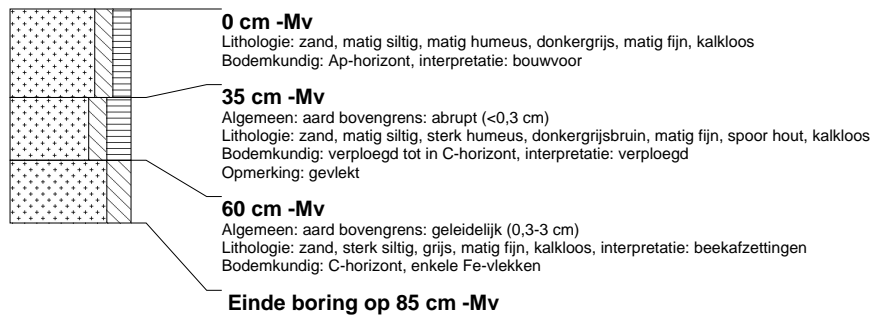 0 cm -Mv
Lithologie: zand, matig siltig, matig humeus, donkergrijs, matig fijn, kalkloos
Bodemkundig: Ap-horizont, interpretatie: bouwvoor
35 cm -Mv
Algemeen: aard bovengrens: abrupt (<0,3 cm)
Lithologie: zand, matig siltig, sterk humeus, donkergrijsbruin, matig fijn, spoor hout, kalkloos
Bodemkundig: verploegd tot in C-horizont, interpretatie: verploegd
Opmerking: gevlekt
60 cm -Mv
Algemeen: aard bovengrens: geleidelijk (0,3-3 cm)
Lithologie: zand, sterk siltig, grijs, matig fijn, kalkloos, interpretatie: beekafzettingen
Bodemkundig: C-horizont, enkele Fe-vlekken
Einde boring op 85 cm -Mv